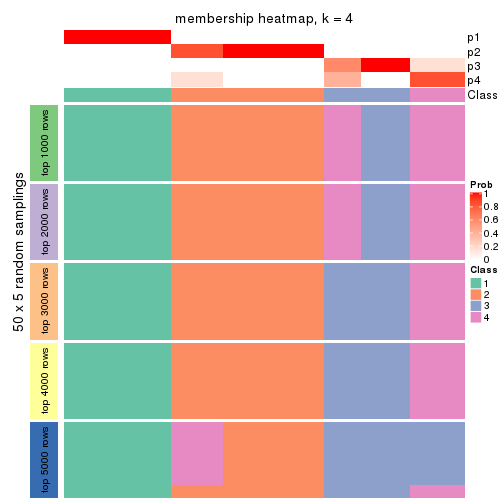 membership heatmap, k = 4
p1
p2
p3
p4
Class
50 x 5 random samplings
top 1000 rows
top 2000 rows
top 3000 rows
top 4000 rows
top 5000 rows
Prob
1
0.8
0.6
0.4
0.2
0
Class
1
2
3
4